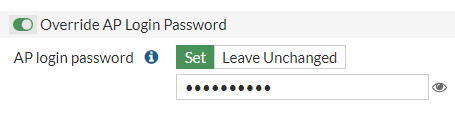 Override AP Login Password
AP login password Set Leave Unchanged
••••••••••